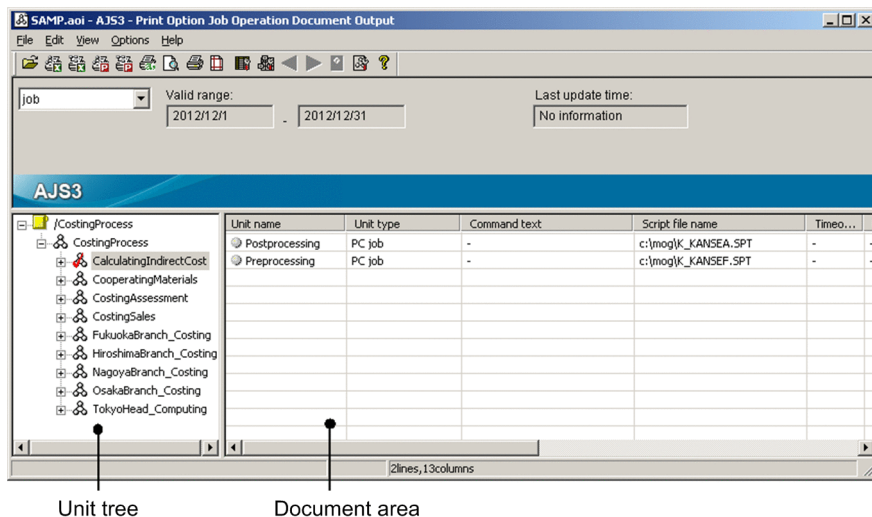 SAMP.aoi - AJS3 - Print Option Job Operation Document Output
File Edit View Options Help
job
Valid range:
2012/12/1 - 2012/12/31
Last update time:
No information
AJS3
/CostingProcess
CostingProcess
CalculatingIndirectCost
CooperatingMaterials
CostingAssessment
CostingSales
FukuokaBranch_Costing
HiroshimaBranch_Costing
NagoyaBranch_Costing
OsakaBranch_Costing
TokyoHead_Computing
Unit name Unit type Command text Script file name Timeo...
Postprocessing PC job - c:\mog\K_KANSEA.SPT - -
Preprocessing PC job - c:\mog\K_KANSEF.SPT - -
2lines,13columns
Unit tree
Document area